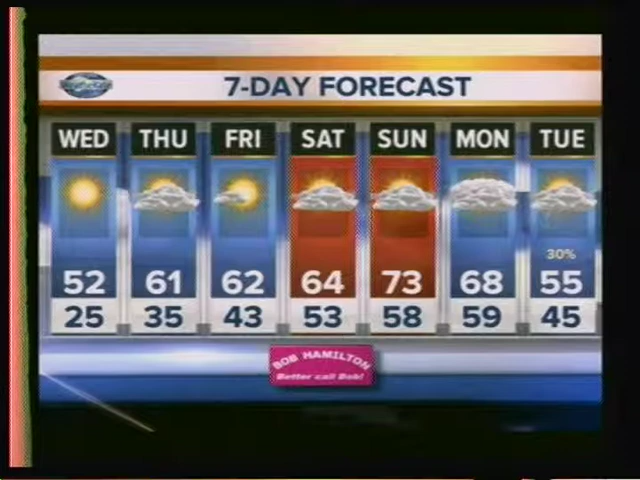 7-DAY FORECAST
WED THU FRI SAT SUN MON TUE
30%
52 61 62 64 73 68 55
25 35 43 53 58 59 45
BOB HAMILTON
Better call Bob!